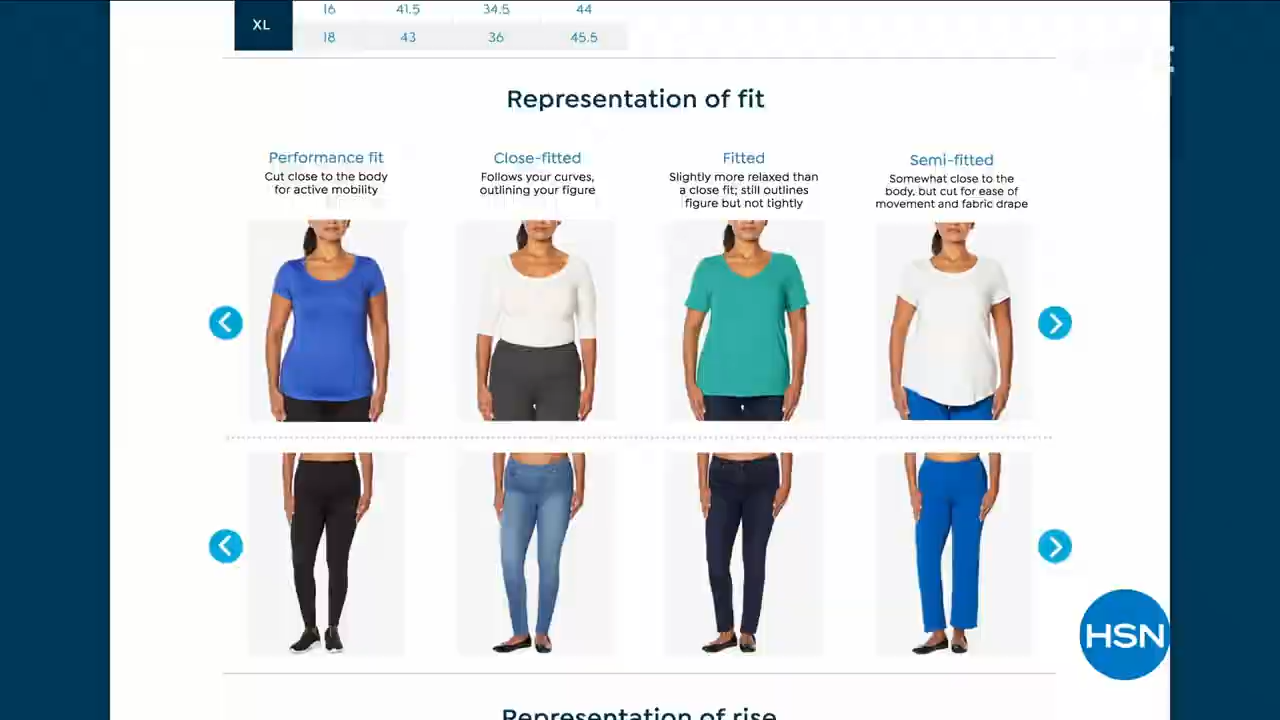 16 41.5 34.5 44
XL
18 43 36 45.5
Representation of fit
Performance fit
Cut close to the body
for active mobility
Close-fitted
Follows your curves,
outlining your figure
Fitted
Slightly more relaxed than
a close fit; still outlines
figure but not tightly
Semi-fitted
Somewhat close to the
body, but cut for ease of
movement and fabric drape
HSN
Representation of rise